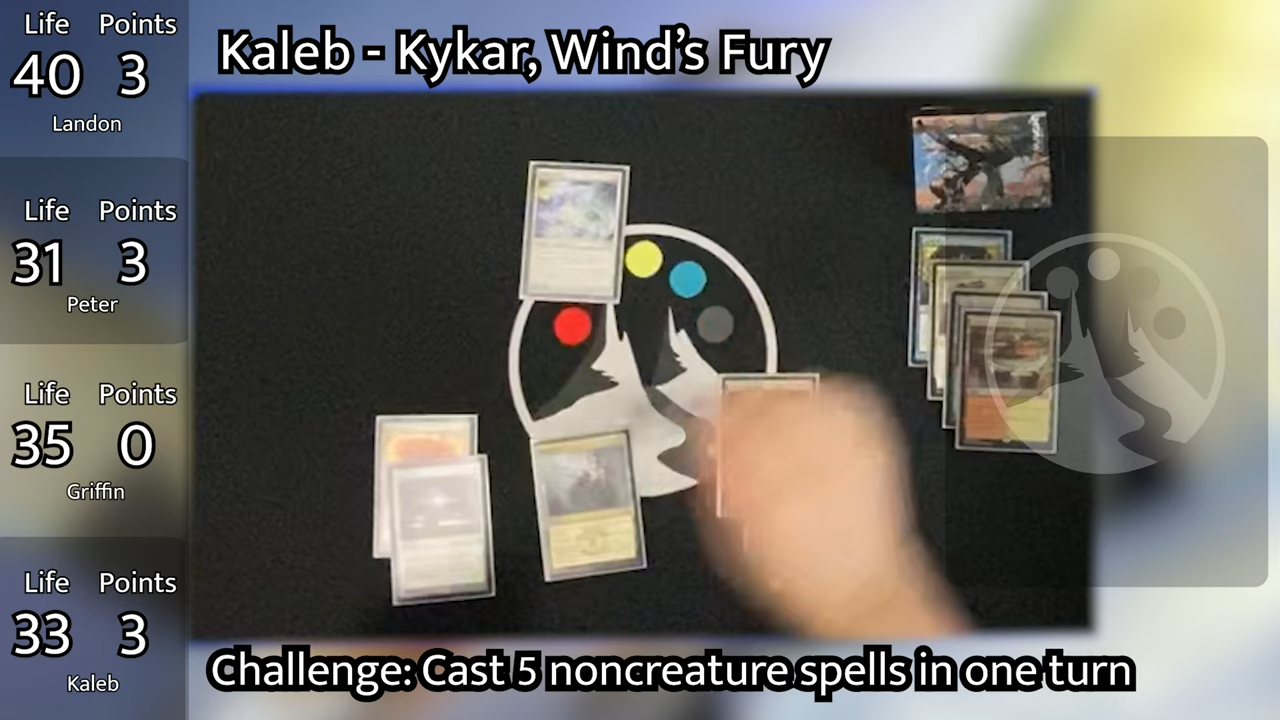 Life Points
40 3
Landon
Life Points
31 3
Peter
Life Points
35 0
Griffin
Life Points
33 3
Kaleb
Kaleb - Kykar, Wind's Fury
Challenge: Cast 5 noncreature spells in one turn